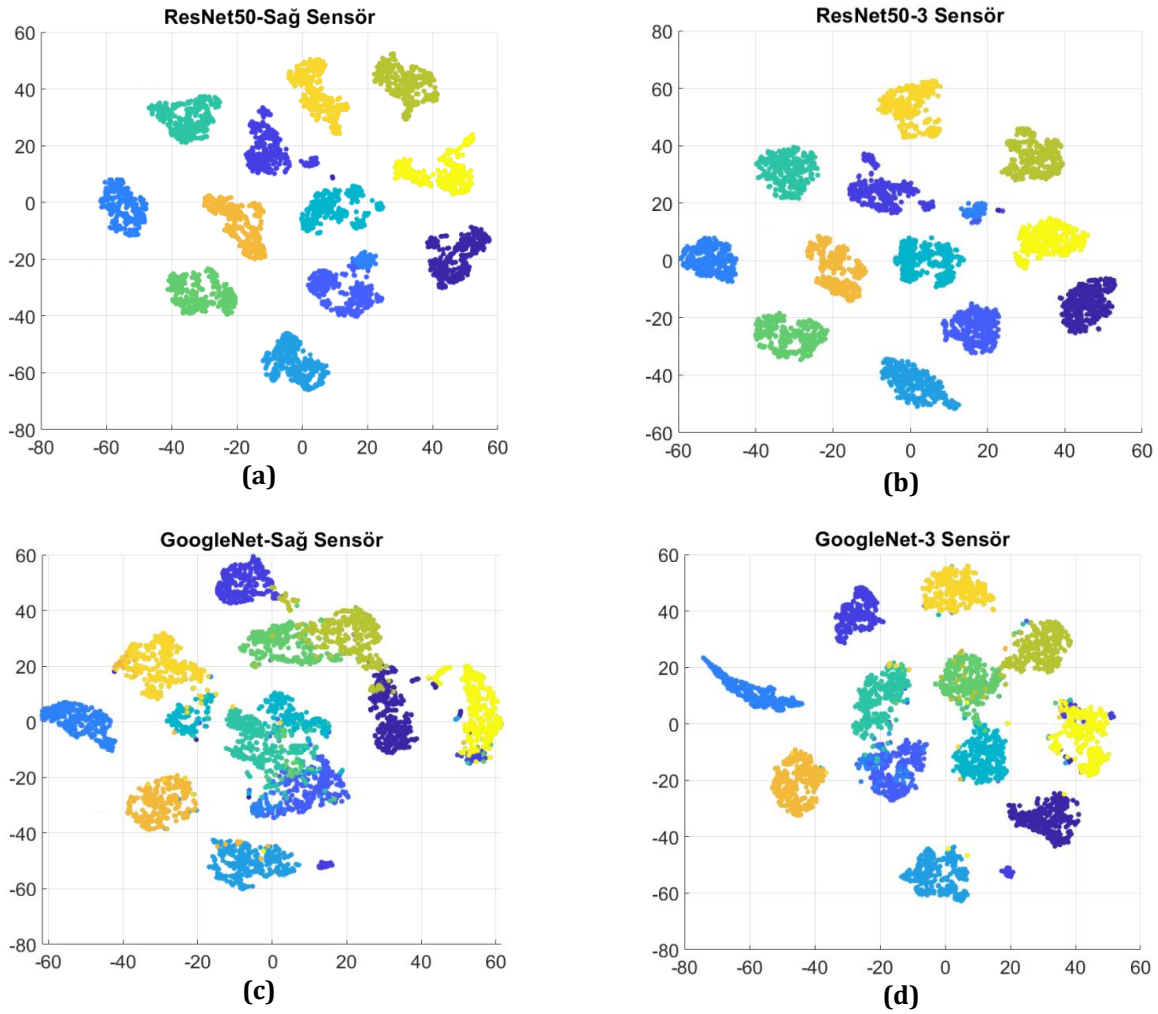 ResNet50-Sağ Sensör
60
40
20
0
-20
-40
-60
-80
-80 -60 -40 -20 0 20 40 60
(a)
ResNet50-3 Sensör
80
60
40
20
0
-20
-40
-60
-60 -40 -20 0 20 40 60
(b)
GoogleNet-Sağ Sensör
60
40
20
0
-20
-40
-60
-80
-60 -40 -20 0 20 40 60
(c)
GoogleNet-3 Sensör
60
40
20
0
-20
-40
-60
-80
-80 -60 -40 -20 0 20 40 60
(d)